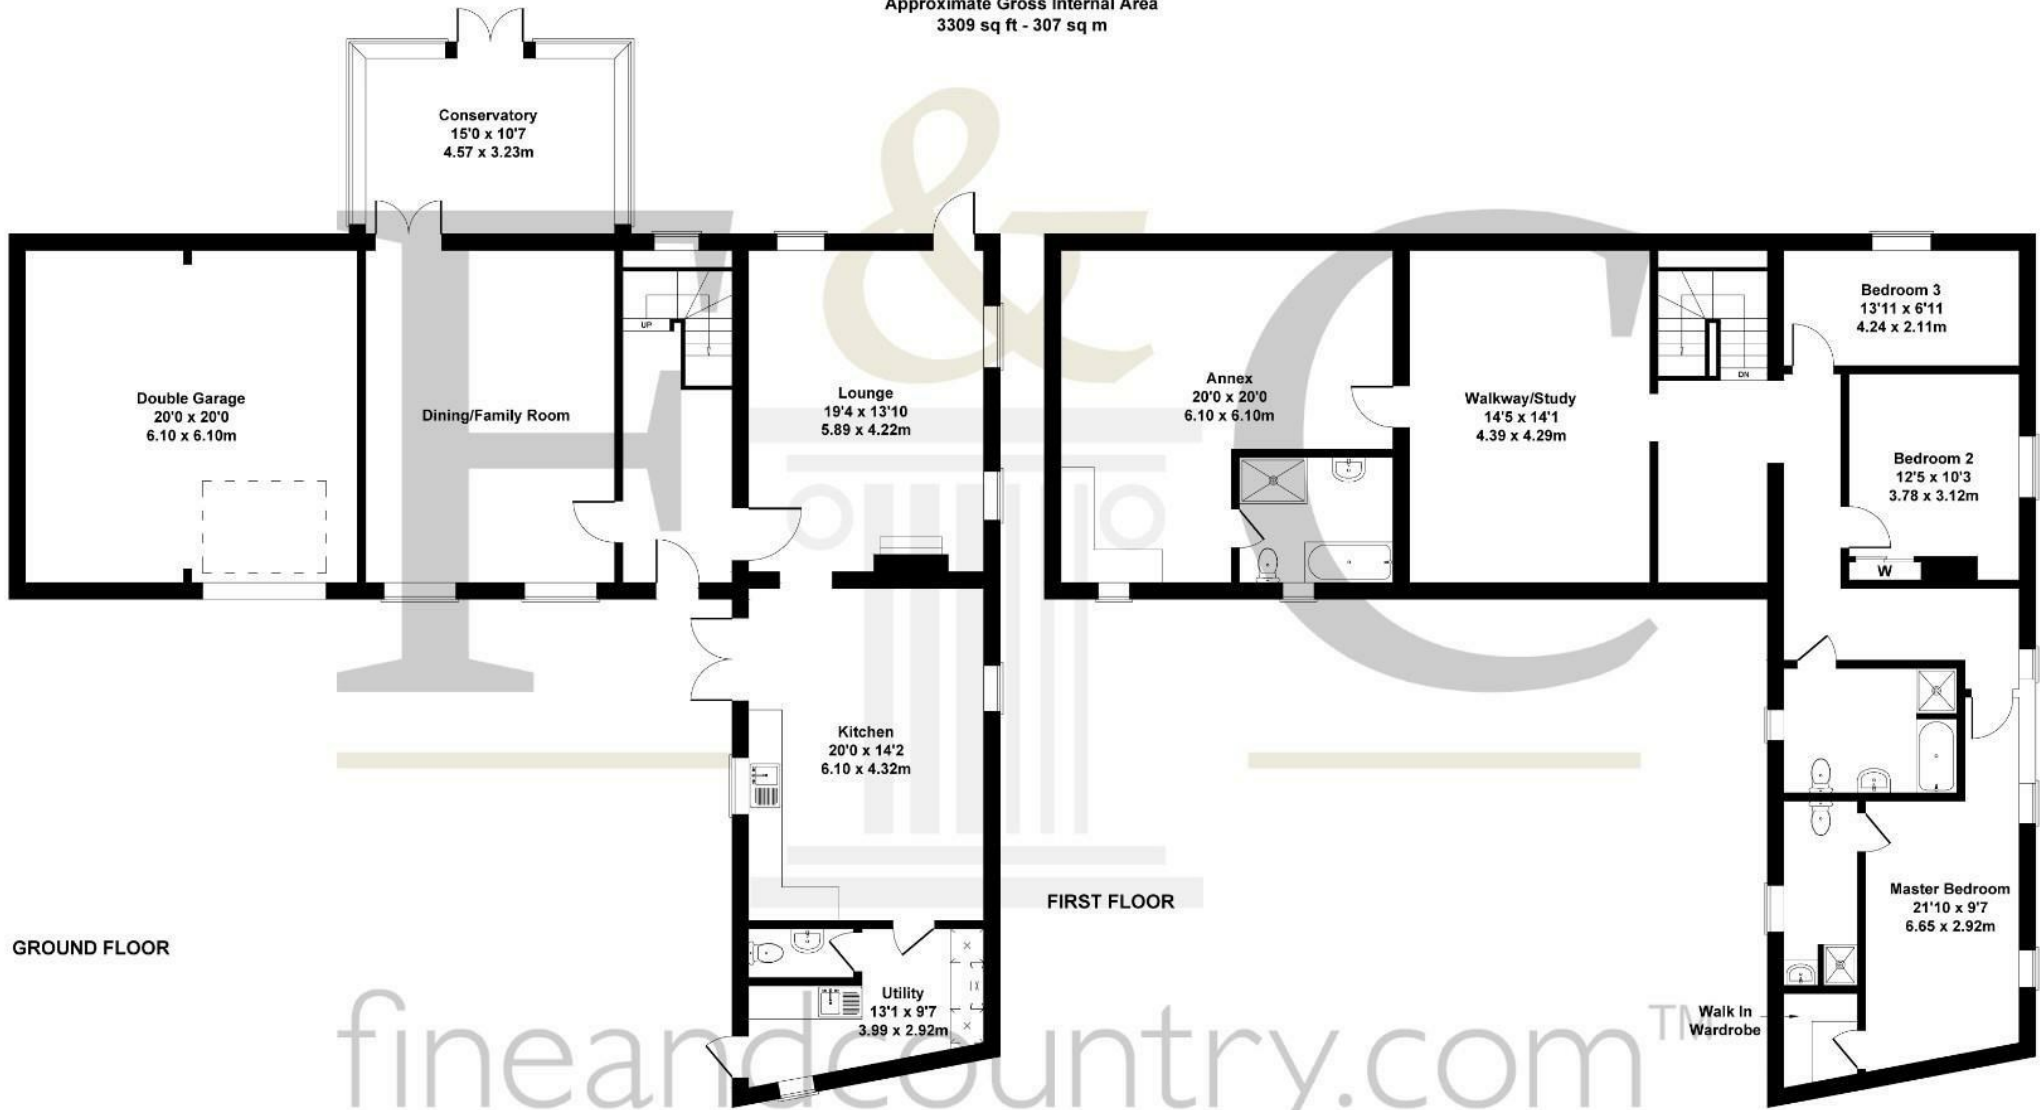 Approximate Gross Internal Area
3309 sq ft - 307 sq m
Conservatory
15'0 x 10'7
4.57 x 3.23m
Double Garage
20'0 x 20'0
6.10 x 6.10m
Dining/Family Room
UP
Lounge
19'4 x 13'10
5.89 x 4.22m
Kitchen
20'0 x 14'2
6.10 x 4.32m
Utility
13'1 x 9'7
3.99 x 2.92m
GROUND FLOOR
Annex
20'0 x 20'0
6.10 x 6.10m
Walkway/Study
14'5 x 14'1
4.39 x 4.29m
DN
Bedroom 3
13'11 x 6'11
4.24 x 2.11m
Bedroom 2
12'5 x 10'3
3.78 x 3.12m
W
Master Bedroom
21'10 x 9'7
6.65 x 2.92m
Walk In
Wardrobe
FIRST FLOOR
F & C
fineandcountry.com™